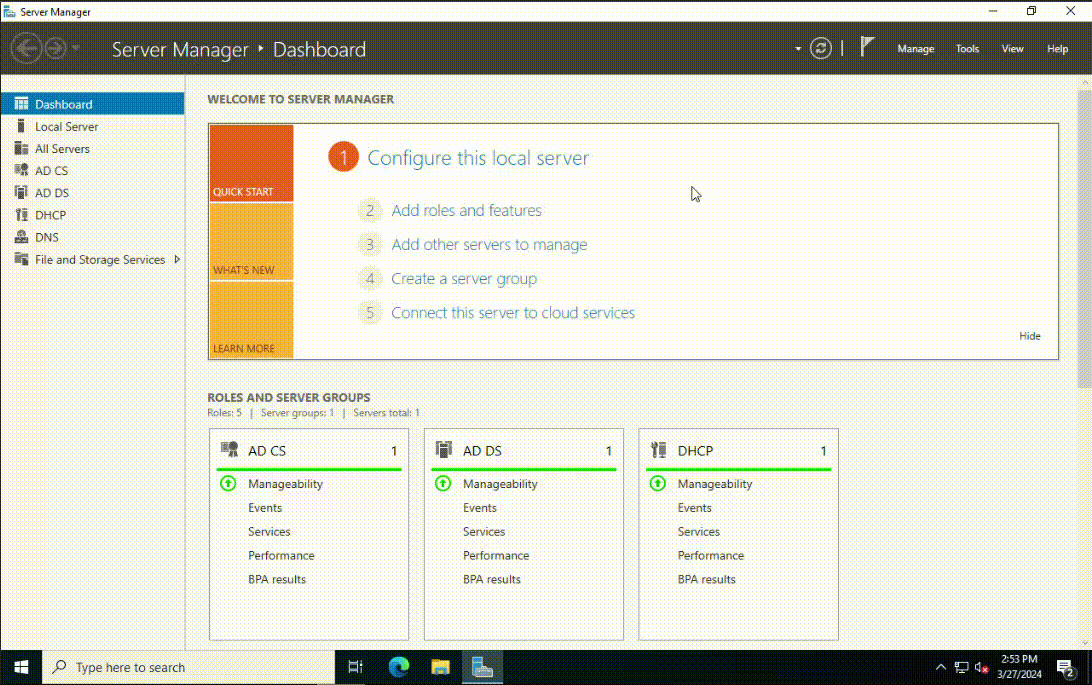 Server Manager
Server Manager Dashboard
Manage Tools View Help
Dashboard
Local Server
All Servers
AD CS
AD DS
DHCP
DNS
File and Storage Services
WELCOME TO SERVER MANAGER
QUICK START
WHAT'S NEW
LEARN MORE
1 Configure this local server
2 Add roles and features
3 Add other servers to manage
4 Create a server group
5 Connect this server to cloud services
Hide
ROLES AND SERVER GROUPS
Roles: 5 | Server groups: 1 | Servers total: 1
AD CS 1
Manageability
Events
Services
Performance
BPA results
AD DS 1
Manageability
Events
Services
Performance
BPA results
DHCP 1
Manageability
Events
Services
Performance
BPA results
Type here to search
2:53 PM
3/27/2024
2